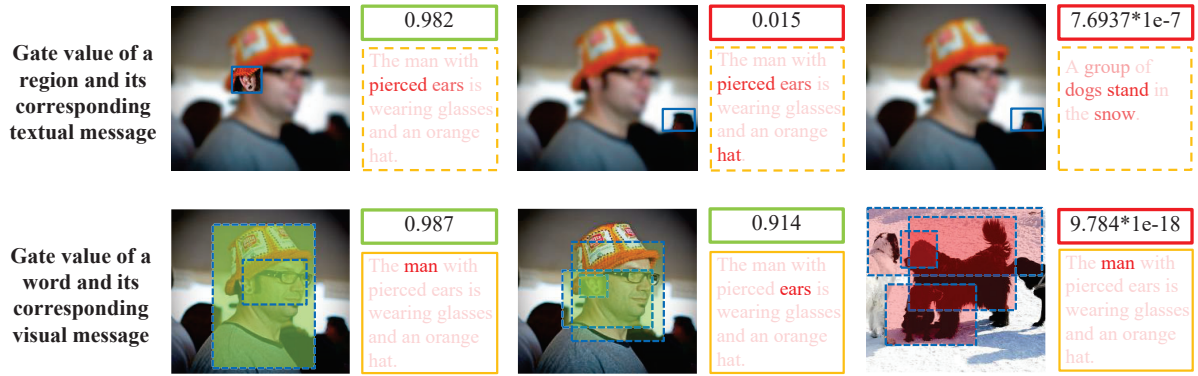 Gate value of a
region and its
corresponding
textual message
0.982
The man with
pierced ears is
wearing glasses
and an orange
hat.
0.015
The man with
pierced ears is
wearing glasses
and an orange
hat.
7.6937*1e-7
A group of
dogs stand in
the snow.
Gate value of a
word and its
corresponding
visual message
0.987
The man with
pierced ears is
wearing glasses
and an orange
hat.
0.914
The man with
pierced ears is
wearing glasses
and an orange
hat.
9.784*1e-18
The man with
pierced ears is
wearing glasses
and an orange
hat.